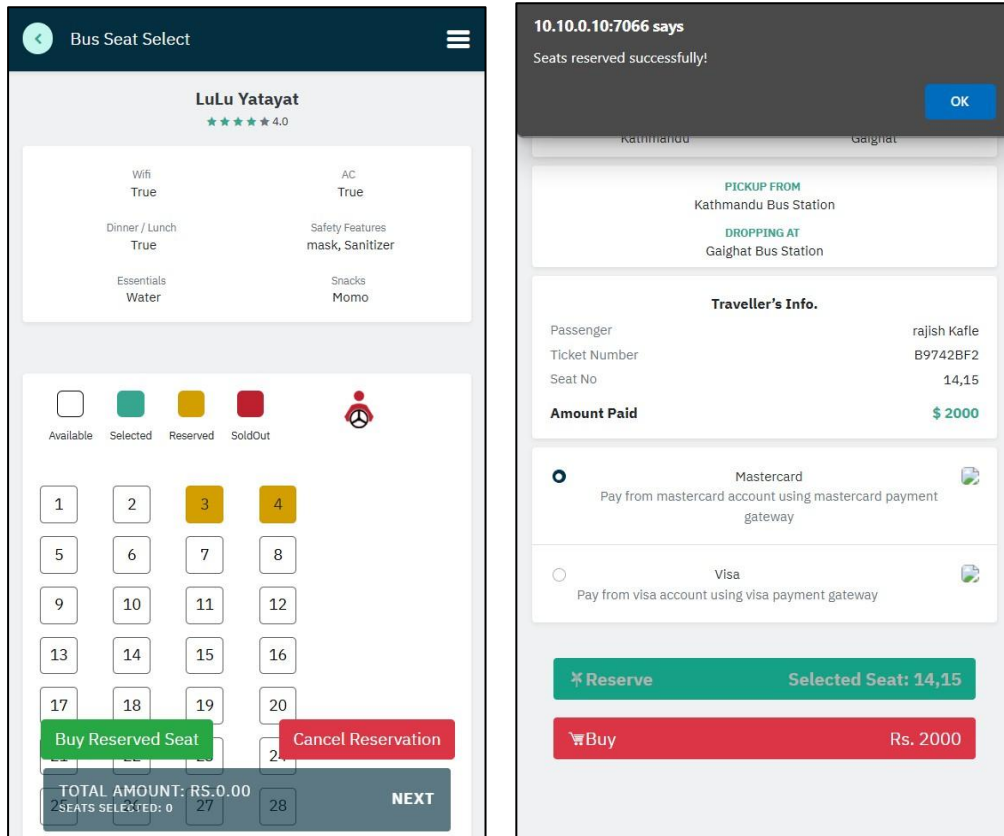 Bus Seat Select
LuLu Yatayat
4.0
Wifi AC
True True
Dinner / Lunch Safety Features
True mask, Sanitizer
Essentials Snacks
Water Momo
Available Selected Reserved SoldOut
1 2 3 4
5 6 7 8
9 10 11 12
13 14 15 16
17 18 19 20
Buy Reserved Seat Cancel Reservation
TOTAL AMOUNT: RS.0.00
SEATS SELECTED: 0
NEXT
27 28
10.10.0.10:7066 says
Seats reserved successfully!
OK
Kathmandu Gaighat
PICKUP FROM
Kathmandu Bus Station
DROPPING AT
Gaighat Bus Station
Traveller's Info.
Passenger rajish Kafle
Ticket Number B9742BF2
Seat No 14,15
Amount Paid $ 2000
Mastercard
Pay from mastercard account using mastercard payment
gateway
Visa
Pay from visa account using visa payment gateway
Reserve Selected Seat: 14,15
Buy Rs. 2000